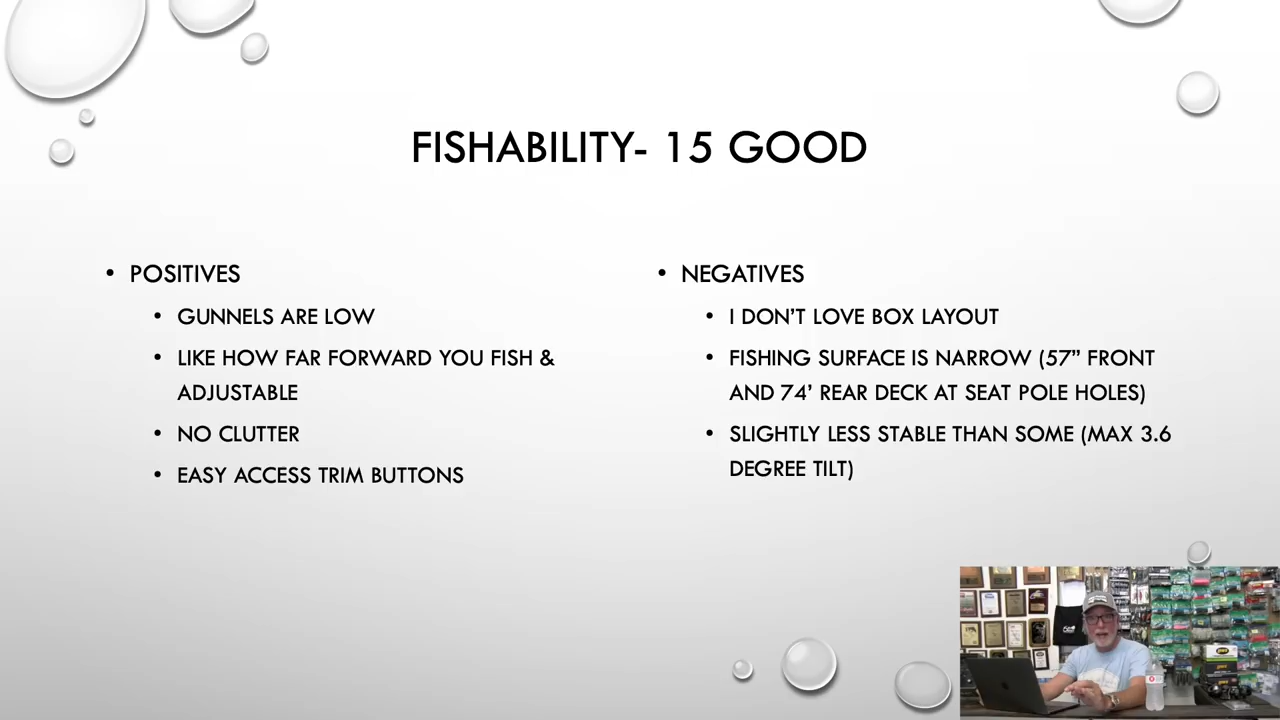 FISHABILITY- 15 GOOD
• POSITIVES
• GUNNELS ARE LOW
• LIKE HOW FAR FORWARD YOU FISH &
ADJUSTABLE
• NO CLUTTER
• EASY ACCESS TRIM BUTTONS
• NEGATIVES
• I DON’T LOVE BOX LAYOUT
• FISHING SURFACE IS NARROW (57” FRONT
AND 74’ REAR DECK AT SEAT POLE HOLES)
• SLIGHTLY LESS STABLE THAN SOME (MAX 3.6
DEGREE TILT)